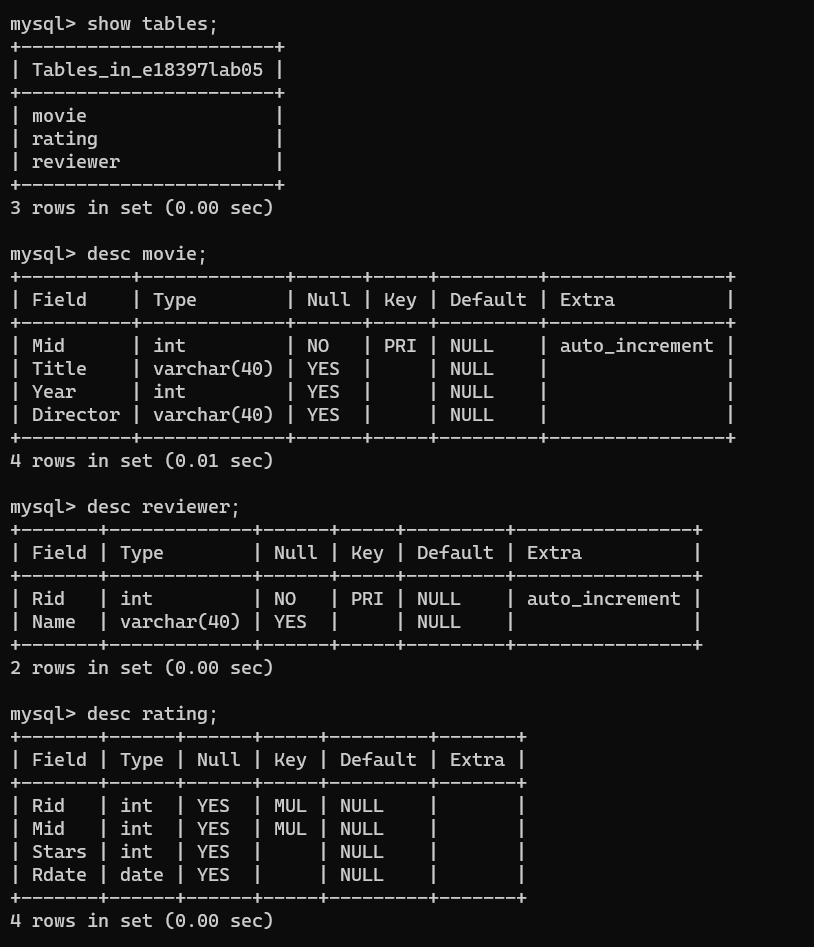 mysql> show tables;
+-----------------------+
| Tables_in_e18397lab05 |
+-----------------------+
| movie                 |
| rating                |
| reviewer              |
+-----------------------+
3 rows in set (0.00 sec)
mysql> desc movie;
+----------+-------------+------+-----+---------+----------------+
| Field    | Type        | Null | Key | Default | Extra          |
+----------+-------------+------+-----+---------+----------------+
| Mid      | int         | NO   | PRI | NULL    | auto_increment |
| Title    | varchar(40) | YES  |     | NULL    |                |
| Year     | int         | YES  |     | NULL    |                |
| Director | varchar(40) | YES  |     | NULL    |                |
+----------+-------------+------+-----+---------+----------------+
4 rows in set (0.01 sec)
mysql> desc reviewer;
+-------+-------------+------+-----+---------+----------------+
| Field | Type        | Null | Key | Default | Extra          |
+-------+-------------+------+-----+---------+----------------+
| Rid   | int         | NO   | PRI | NULL    | auto_increment |
| Name  | varchar(40) | YES  |     | NULL    |                |
+-------+-------------+------+-----+---------+----------------+
2 rows in set (0.00 sec)
mysql> desc rating;
+-------+------+------+-----+---------+-------+
| Field | Type | Null | Key | Default | Extra |
+-------+------+------+-----+---------+-------+
| Rid   | int  | YES  | MUL | NULL    |       |
| Mid   | int  | YES  | MUL | NULL    |       |
| Stars | int  | YES  |     | NULL    |       |
| Rdate | date | YES  |     | NULL    |       |
+-------+------+------+-----+---------+-------+
4 rows in set (0.00 sec)